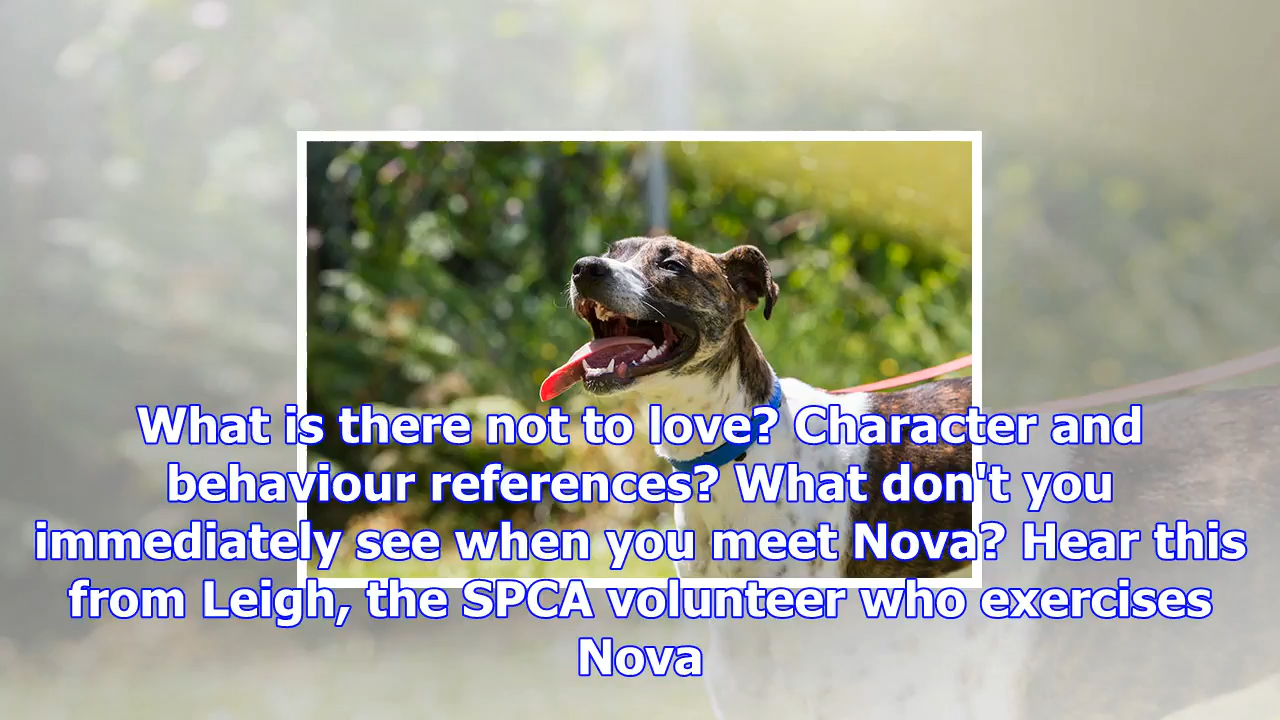 What is there not to love? Character and
behaviour references? What don't you
immediately see when you meet Nova? Hear this
from Leigh, the SPCA volunteer who exercises
Nova